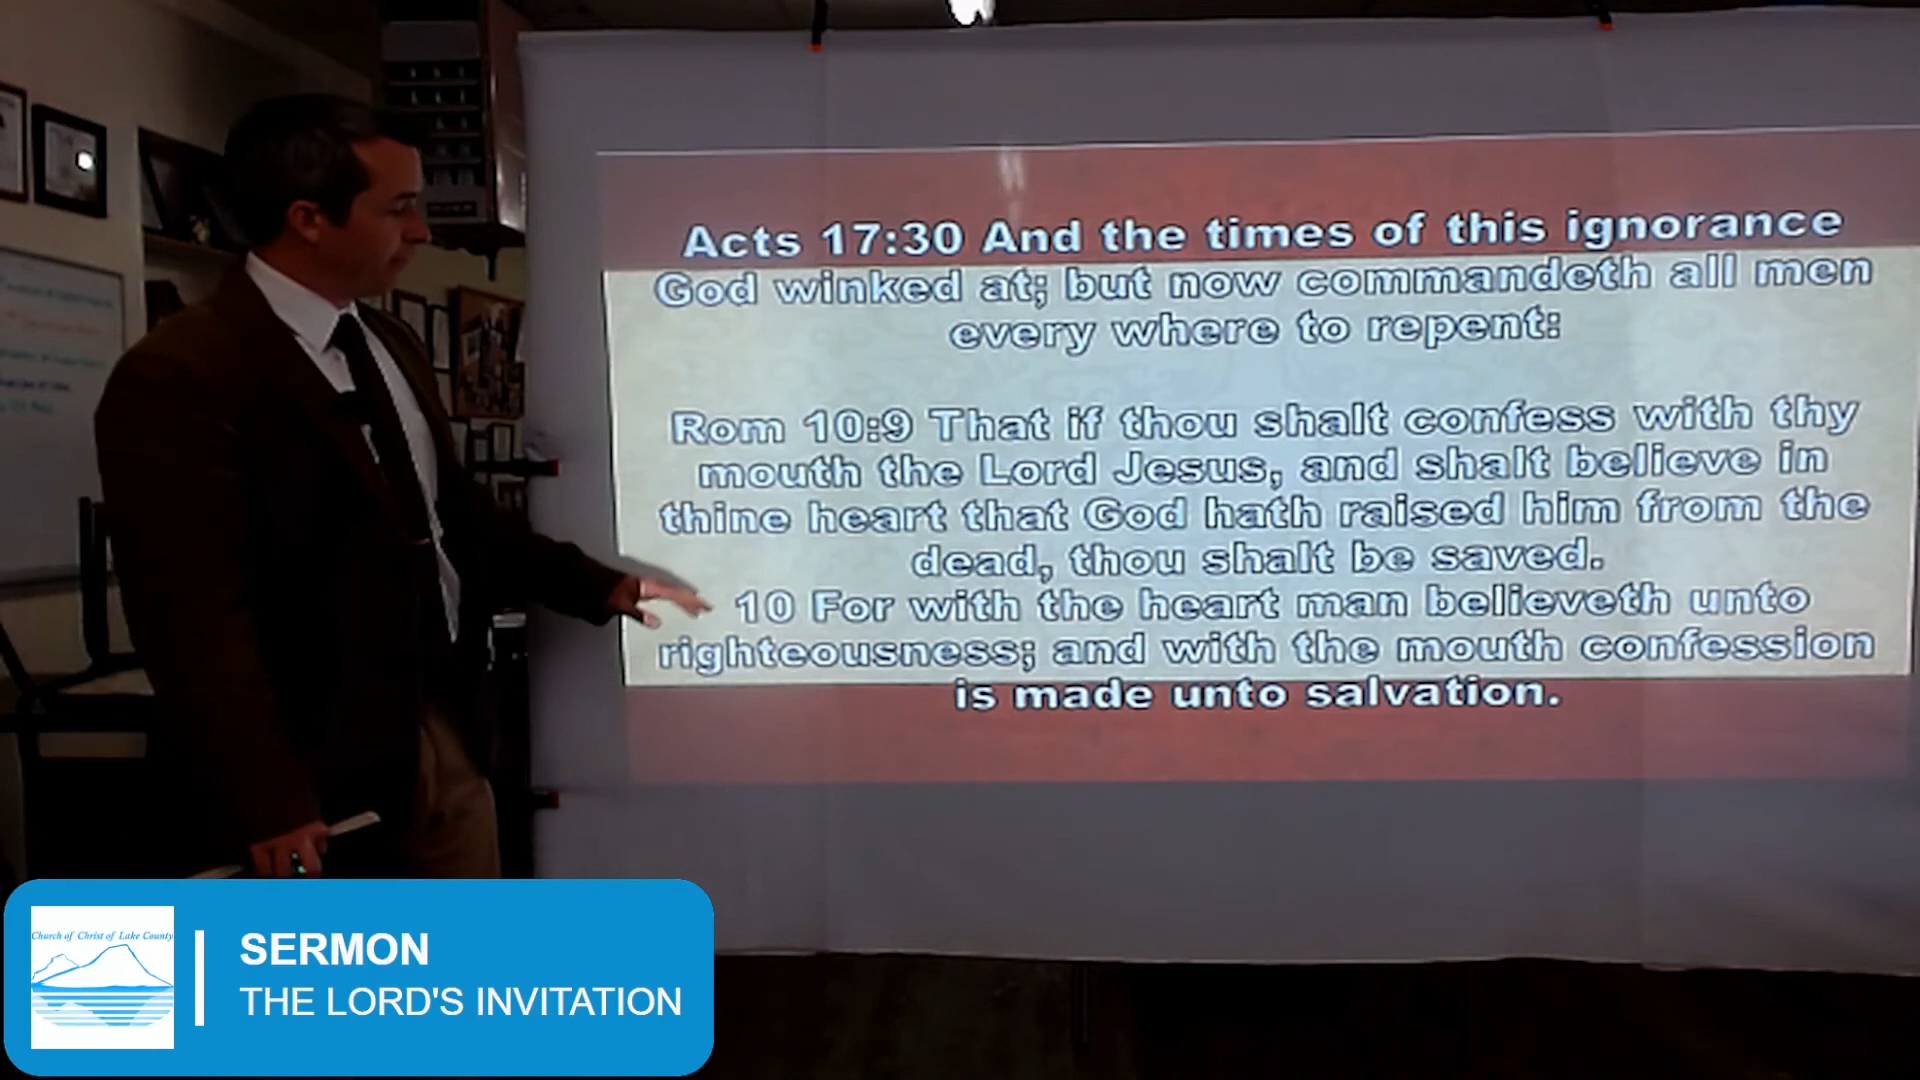 Acts 17:30 And the times of this ignorance
God winked at; but now commandeth all men
every where to repent:
Rom 10:9 That if thou shalt confess with thy
mouth the Lord Jesus, and shalt believe in
thine heart that God hath raised him from the
dead, thou shalt be saved.
10 For with the heart man believeth unto
righteousness; and with the mouth confession
is made unto salvation.
Church of Christ of Lake County
SERMON
THE LORD'S INVITATION